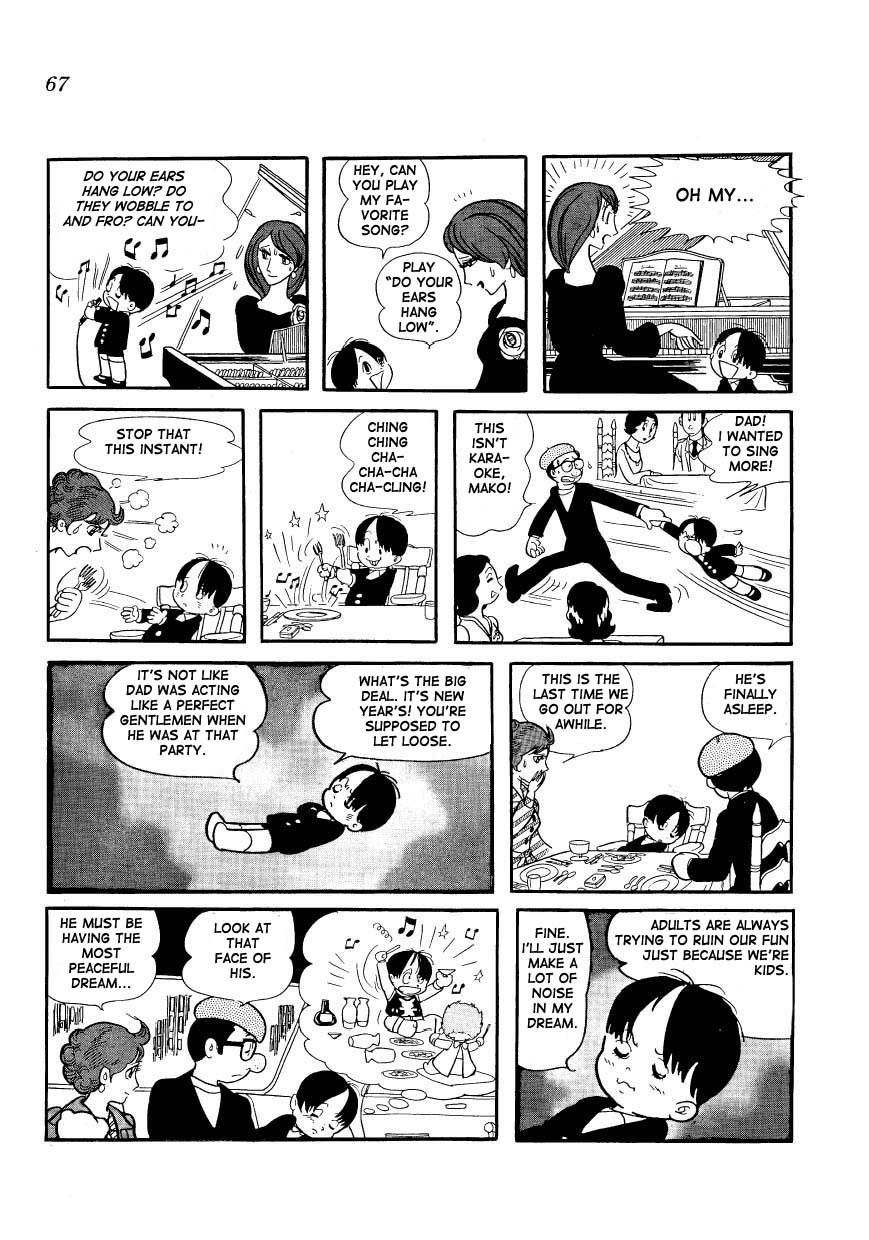 67
OH MY...
HEY, CAN
YOU PLAY
MY FA-
VORITE
SONG?
PLAY
"DO YOUR
EARS
HANG
LOW".
DO YOUR EARS
HANG LOW? DO
THEY WOBBLE TO
AND FRO? CAN YOU-
DAD!
I WANTED
TO SING
MORE!
THIS
ISN'T
KARA-
OKE,
MAKO!
CHING
CHING
CHA-
CHA-CHA
CHA-CLING!
STOP THAT
THIS INSTANT!
HE'S
FINALLY
ASLEEP.
THIS IS THE
LAST TIME WE
GO OUT FOR
AWHILE.
WHAT'S THE BIG
DEAL. IT'S NEW
YEAR'S! YOU'RE
SUPPOSED TO
LET LOOSE.
IT'S NOT LIKE
DAD WAS ACTING
LIKE A PERFECT
GENTLEMEN WHEN
HE WAS AT THAT
PARTY.
ADULTS ARE ALWAYS
TRYING TO RUIN OUR FUN
JUST BECAUSE WE'RE
KIDS.
FINE.
I'LL JUST
MAKE A
LOT OF
NOISE
IN MY
DREAM.
LOOK AT
THAT
FACE OF
HIS.
HE MUST BE
HAVING THE
MOST
PEACEFUL
DREAM...